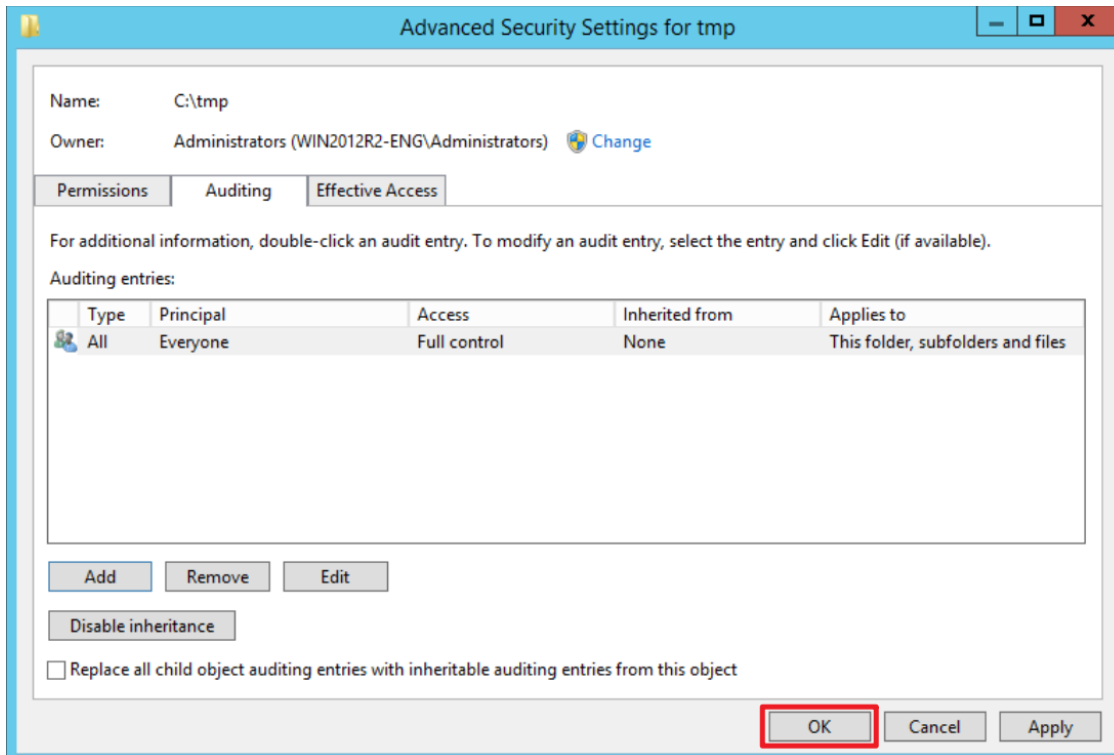 Advanced Security Settings for tmp
Name: C:\tmp
Owner: Administrators (WIN2012R2-ENG\Administrators) Change
Permissions Auditing Effective Access
For additional information, double-click an audit entry. To modify an audit entry, select the entry and click Edit (if available).
Auditing entries:
Type Principal Access Inherited from Applies to
All Everyone Full control None This folder, subfolders and files
Add Remove Edit
Disable inheritance
Replace all child object auditing entries with inheritable auditing entries from this object
OK Cancel Apply